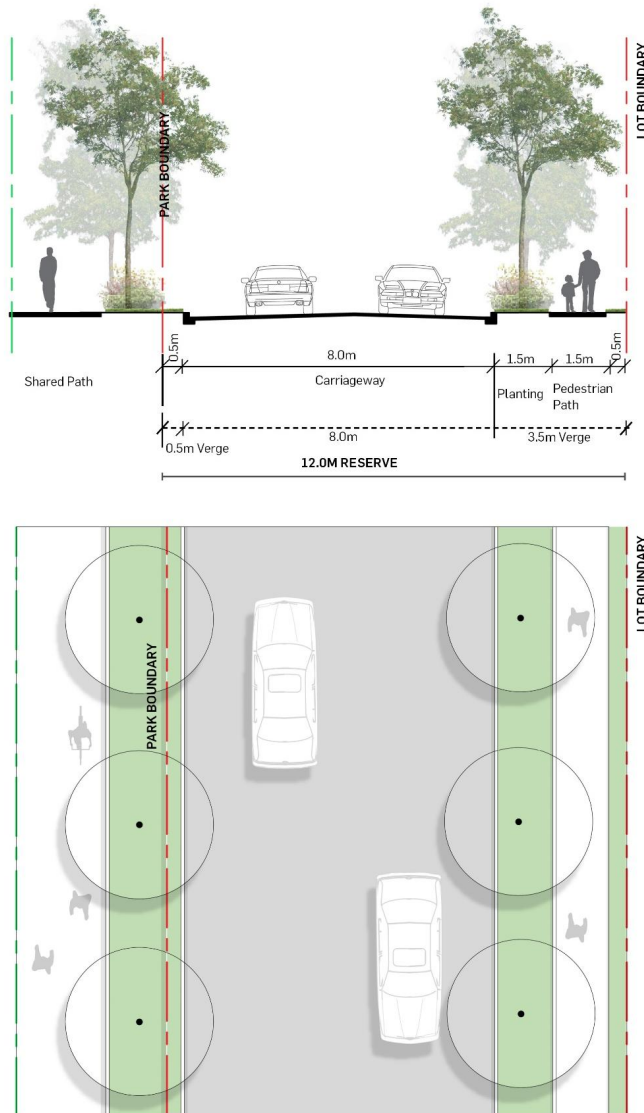 LOT BOUNDARY
PARK BOUNDARY
0.5m
8.0m
1.5m
1.5m
0.5m
Shared Path
Carriageway
Planting
Pedestrian
Path
0.5m Verge
8.0m
3.5m Verge
12.0M RESERVE
LOT BOUNDARY
PARK BOUNDARY